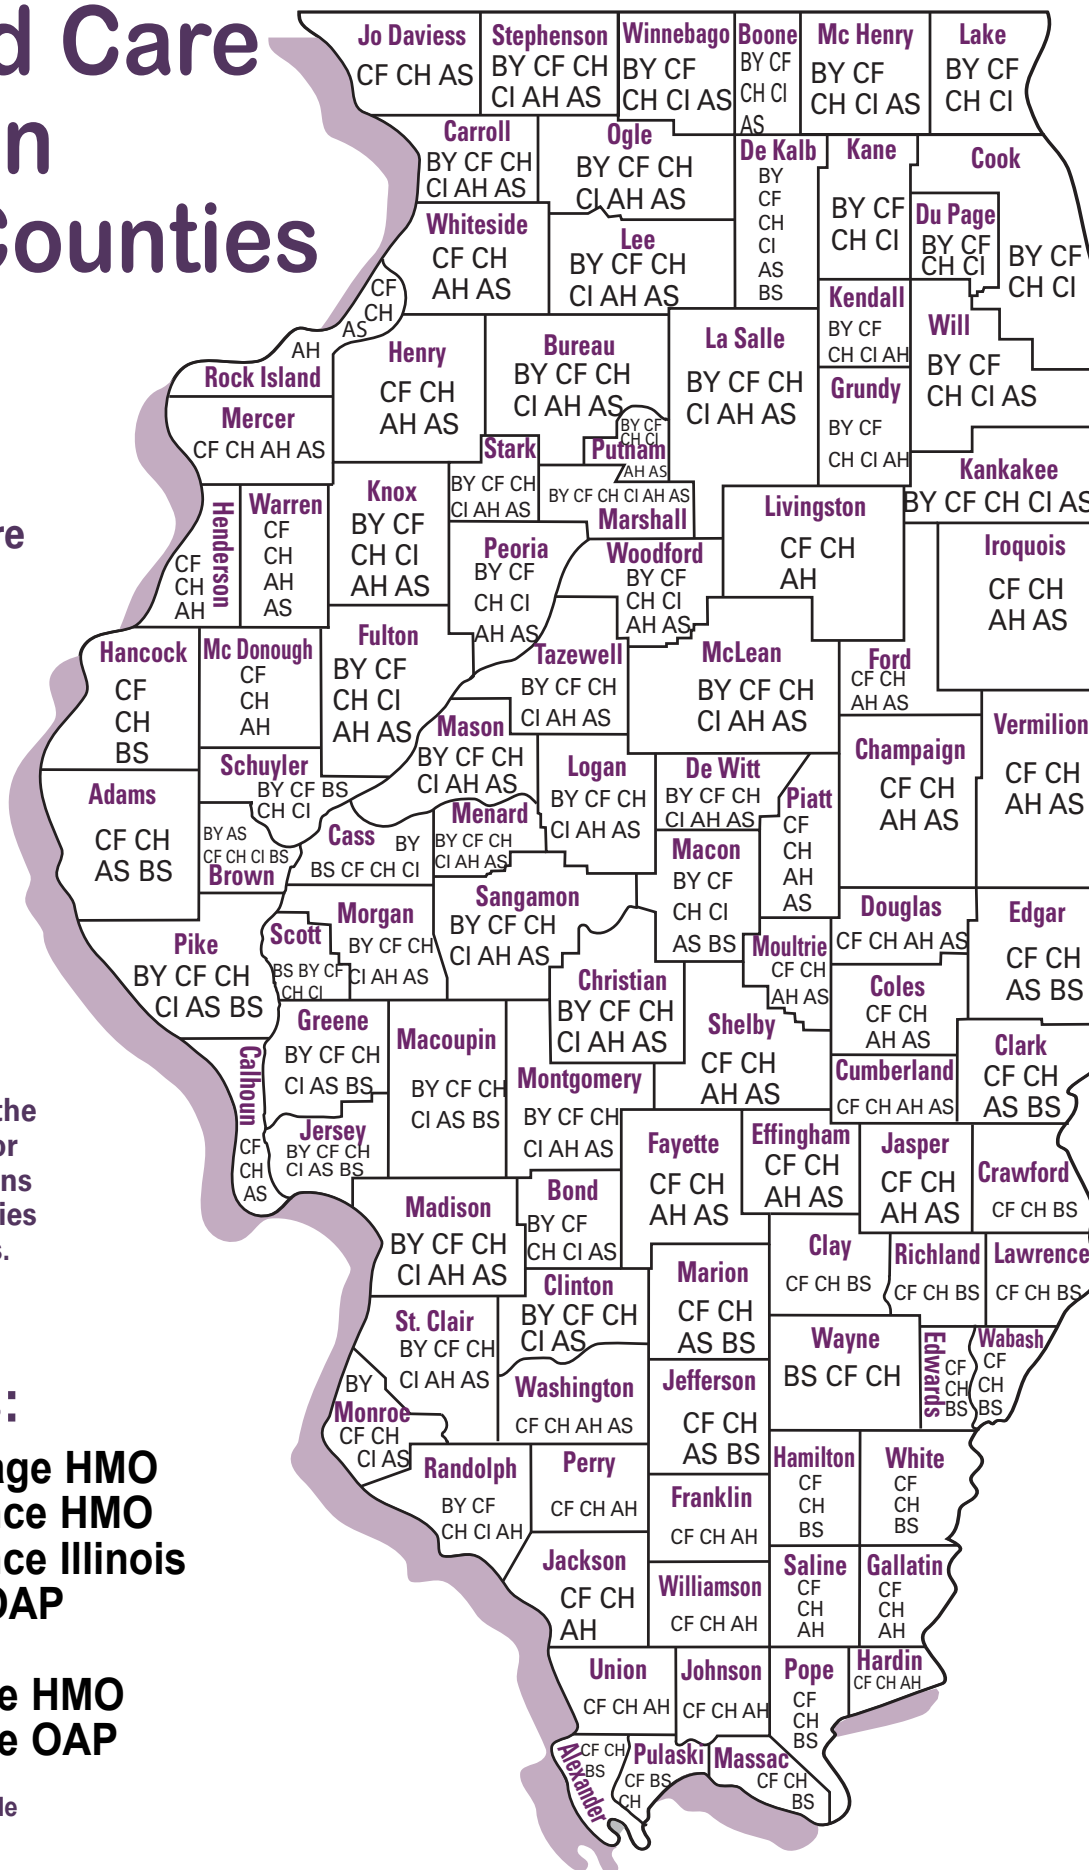 d Care
n
Counties
re
the
or
ns
ies
s.
:
age HMO
nce HMO
nce Illinois
OAP
e HMO
e OAP
le
Jo Daviess
CF CH AS
Stephenson
BY CF CH
CI AH AS
Winnebago
BY CF
CH CI AS
Boone
BY CF
CH CI
AS
Mc Henry
BY CF
CH CI AS
Lake
BY CF
CH CI
Carroll
BY CF CH
CI AH AS
Ogle
BY CF CH
CI AH AS
De Kalb
BY
CF
CH
CI
AS
BS
Kane
BY CF
CH CI
Cook
BY CF
CH CI
Du Page
BY CF
CH CI
Whiteside
CF CH
AH AS
Lee
BY CF CH
CI AH AS
Kendall
BY CF
CH CI AH
Will
BY CF
CH CI AS
CF
CH
AS
AH
Rock Island
Henry
CF CH
AH AS
Bureau
BY CF CH
CI AH AS
La Salle
BY CF CH
CI AH AS
Grundy
BY CF
CH CI AH
Mercer
CF CH AH AS
Stark
BY CF CH
CI AH AS
BY CF
CH CI
Putnam
AH AS
BY CF CH CI AH AS
Marshall
Kankakee
BY CF CH CI AS
Henderson
CF
CH
AH
Warren
CF
CH
AH
AS
Knox
BY CF
CH CI
AH AS
Peoria
BY CF
CH CI
AH AS
Woodford
BY CF
CH CI
AH AS
Livingston
CF CH
AH
Iroquois
CF CH
AH AS
Hancock
CF
CH
BS
Mc Donough
CF
CH
AH
Fulton
BY CF
CH CI
AH AS
Tazewell
BY CF CH
CI AH AS
McLean
BY CF CH
CI AH AS
Ford
CF CH
AH AS
Vermilion
CF CH
AH AS
Mason
BY CF CH
CI AH AS
Champaign
CF CH
AH AS
Schuyler
BY CF BS
CH CI
Logan
BY CF CH
CI AH AS
De Witt
BY CF CH
CI AH AS
Piatt
CF
CH
AH
AS
Adams
CF CH
AS BS
BY AS
CF CH CI BS
Brown
Cass
BY
BS CF CH CI
Menard
BY CF CH
CI AH AS
Macon
BY CF
CH CI
AS BS
Sangamon
BY CF CH
CI AH AS
Douglas
CF CH AH AS
Edgar
CF CH
AS BS
Pike
BY CF CH
CI AS BS
Scott
BS BY CF
CH CI
Morgan
BY CF CH
CI AH AS
Christian
BY CF CH
CI AH AS
Moultrie
CF CH
AH AS
Coles
CF CH
AH AS
Shelby
CF CH
AH AS
Calhoun
CF
CH
AS
Greene
BY CF CH
CI AS BS
Macoupin
BY CF CH
CI AS BS
Montgomery
BY CF CH
CI AH AS
Cumberland
CF CH AH AS
Clark
CF CH
AS BS
Jersey
BY CF CH
CI AS BS
Fayette
CF CH
AH AS
Effingham
CF CH
AH AS
Jasper
CF CH
AH AS
Crawford
CF CH BS
Madison
BY CF CH
CI AH AS
Bond
BY CF
CH CI AS
Clay
CF CH BS
Richland
CF CH BS
Lawrence
CF CH BS
Clinton
BY CF CH
CI AS
Marion
CF CH
AS BS
St. Clair
BY CF CH
CI AH AS
Wayne
BS CF CH
Edwards
CF
CH
BS
Wabash
CF
CH
BS
BY
Monroe
CF CH
CI AS
Washington
CF CH AH AS
Jefferson
CF CH
AS BS
Randolph
BY CF
CH CI AH
Perry
CF CH AH
Hamilton
CF
CH
BS
White
CF
CH
BS
Franklin
CF CH AH
Jackson
CF CH
AH
Williamson
CF CH AH
Saline
CF
CH
AH
Gallatin
CF
CH
AH
Union
CF CH AH
Johnson
CF CH AH
Pope
CF
CH
BS
Hardin
CF CH AH
Alexander
CF CH
BS
Pulaski
CF BS
CH
Massac
CF CH
BS